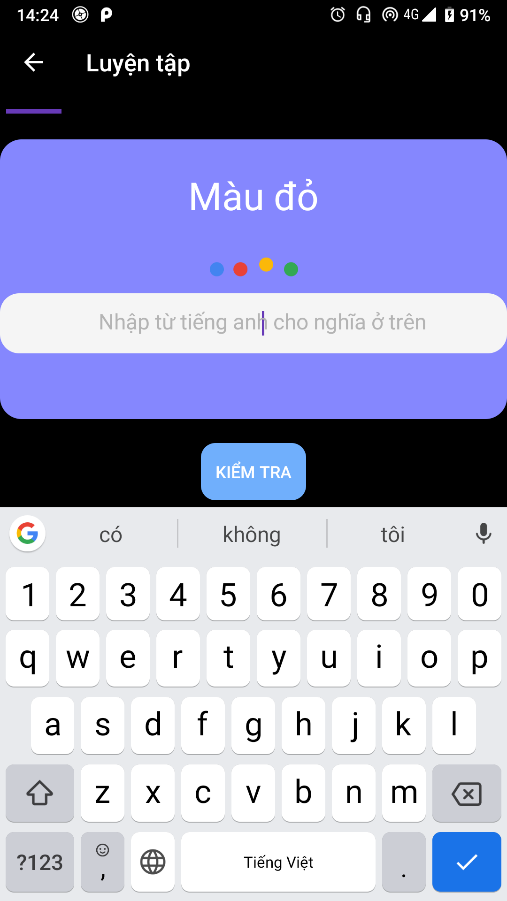 14:24 4G 91%
Luyện tập
Màu đỏ
Nhập từ tiếng anh cho nghĩa ở trên
KIỂM TRA
có không tôi
1 2 3 4 5 6 7 8 9 0
q w e r t y u i o p
a s d f g h j k l
z x c v b n m
?123 , Tiếng Việt .